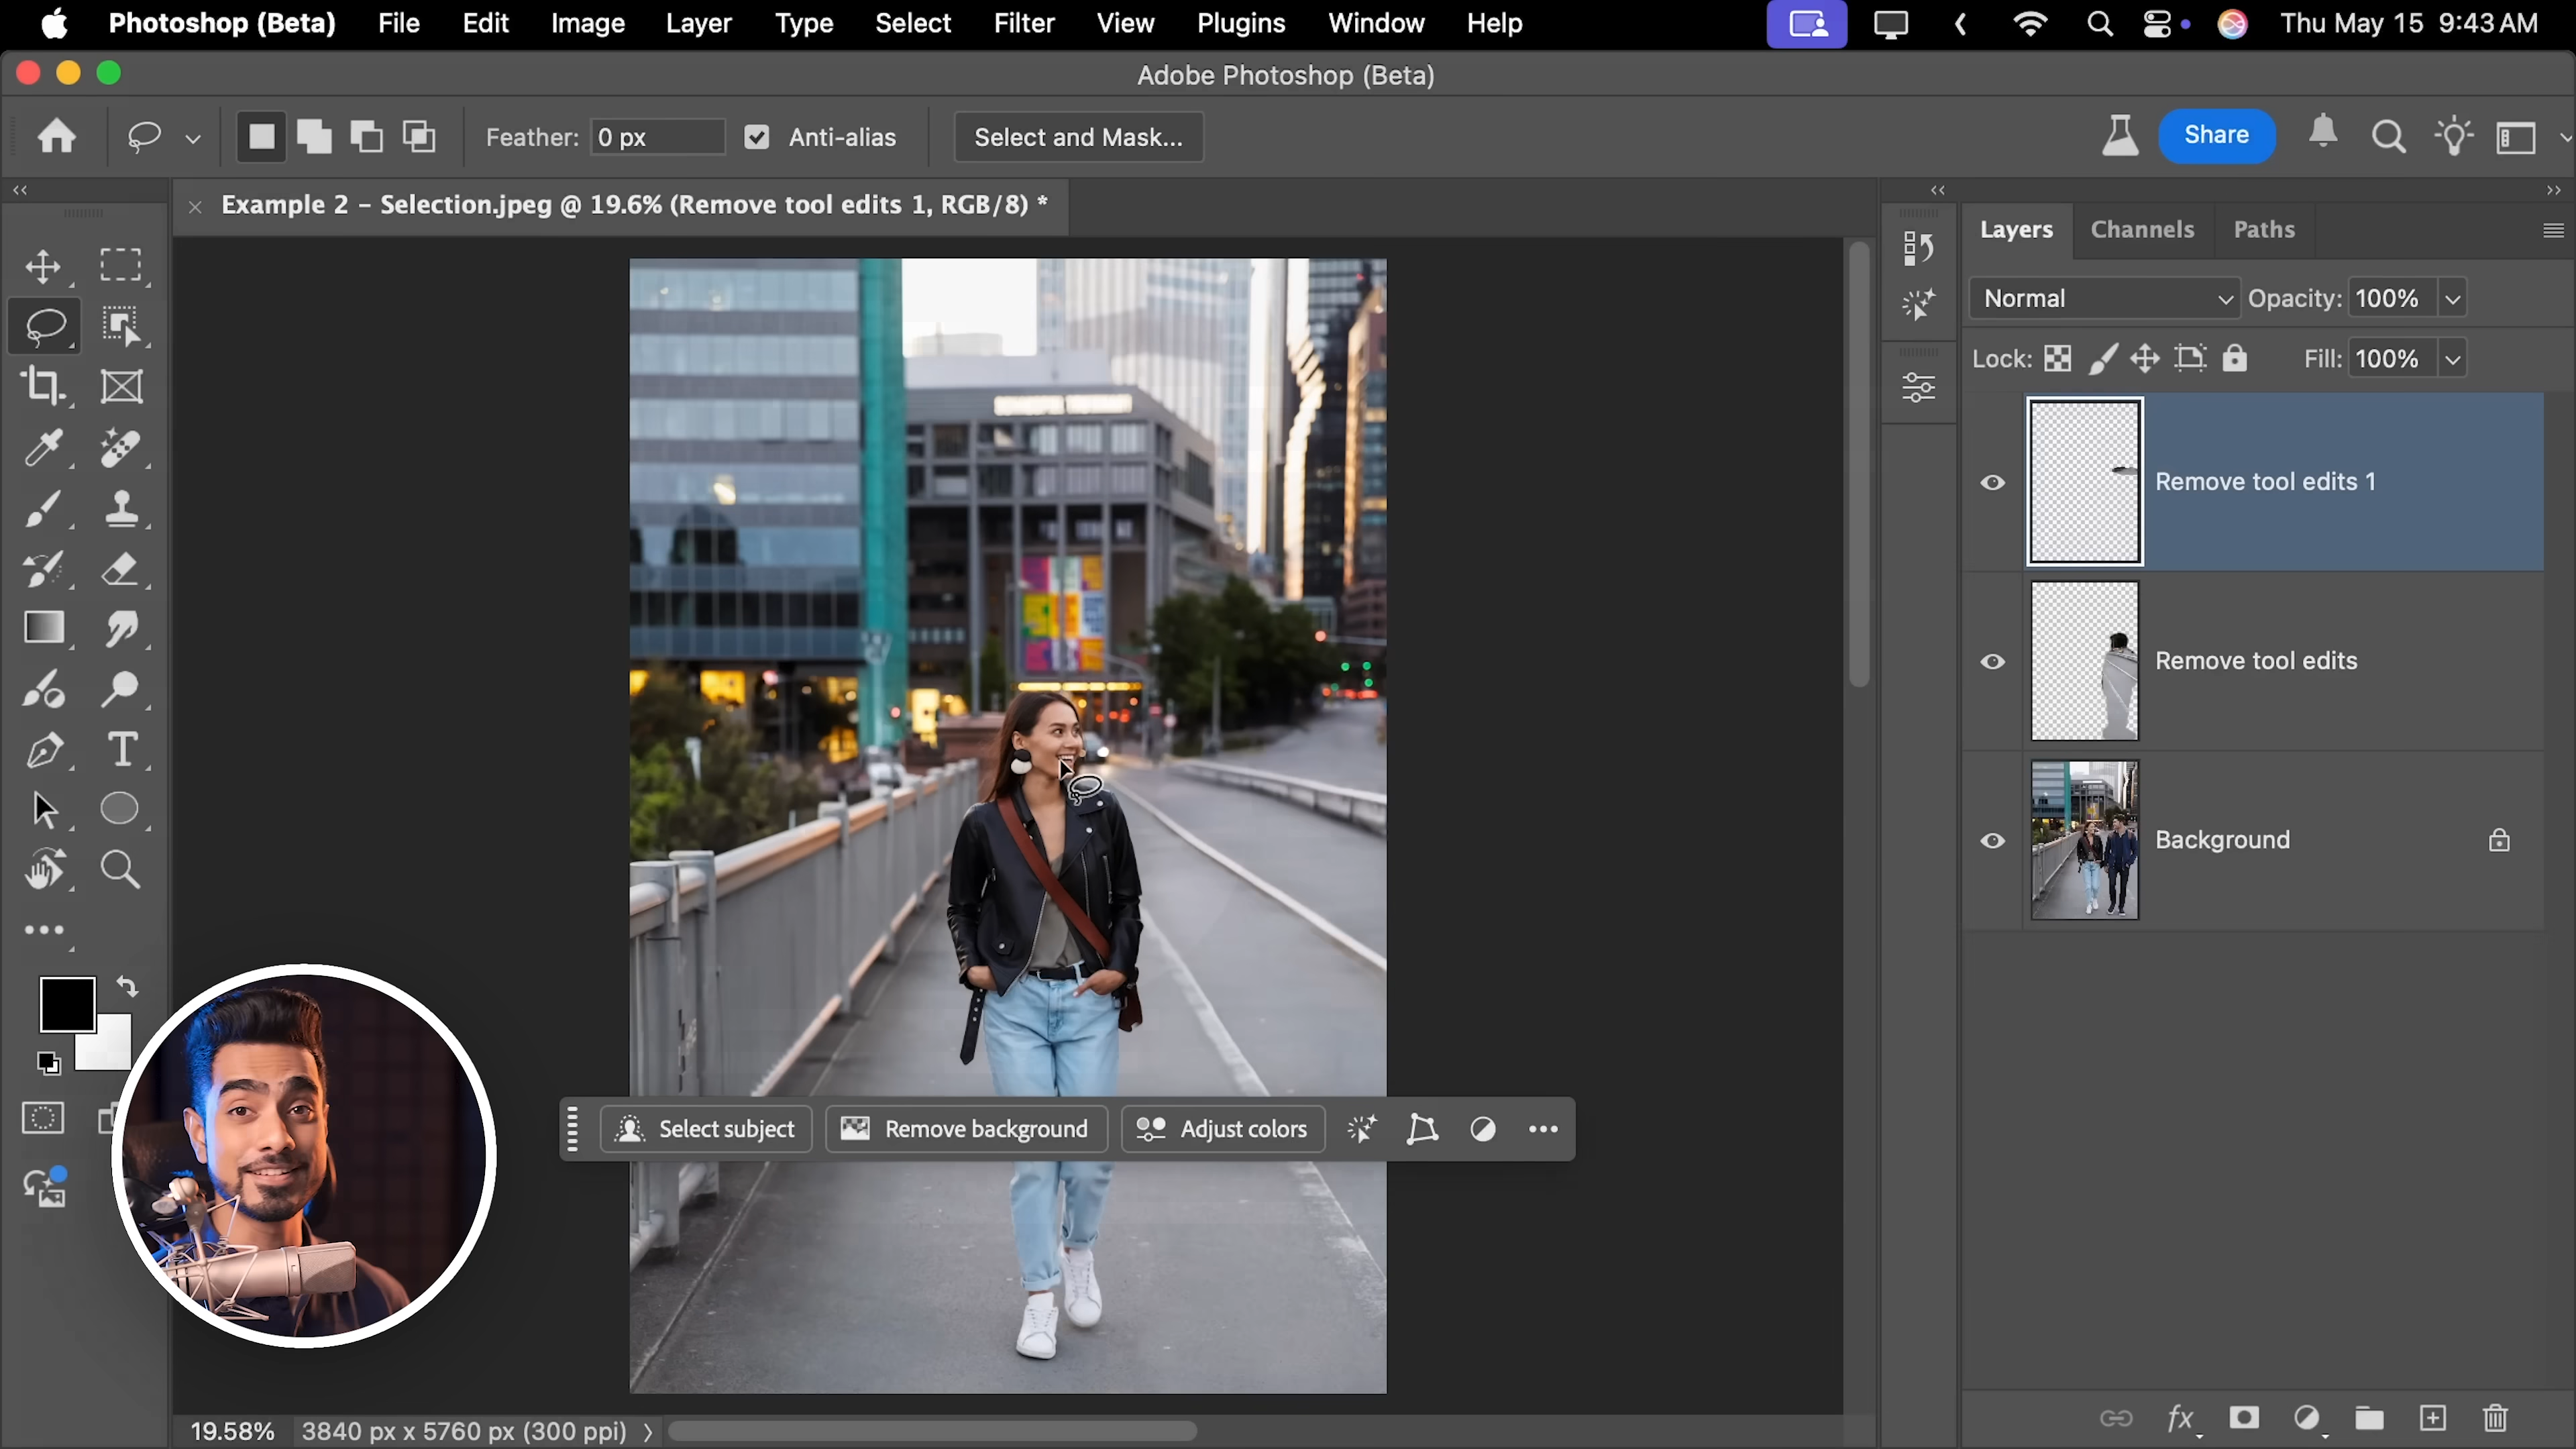 Photoshop (Beta) File Edit Image Layer Type Select Filter View Plugins Window Help Thu May 15 9:43 AM
Adobe Photoshop (Beta)
Feather: 0 px Anti-alias Select and Mask... Share
Example 2 – Selection.jpeg @ 19.6% (Remove tool edits 1, RGB/8) *
Layers Channels Paths
Normal Opacity: 100%
Lock: Fill: 100%
Remove tool edits 1
Remove tool edits
Background
Select subject Remove background Adjust colors
19.58% 3840 px x 5760 px (300 ppi)
fx